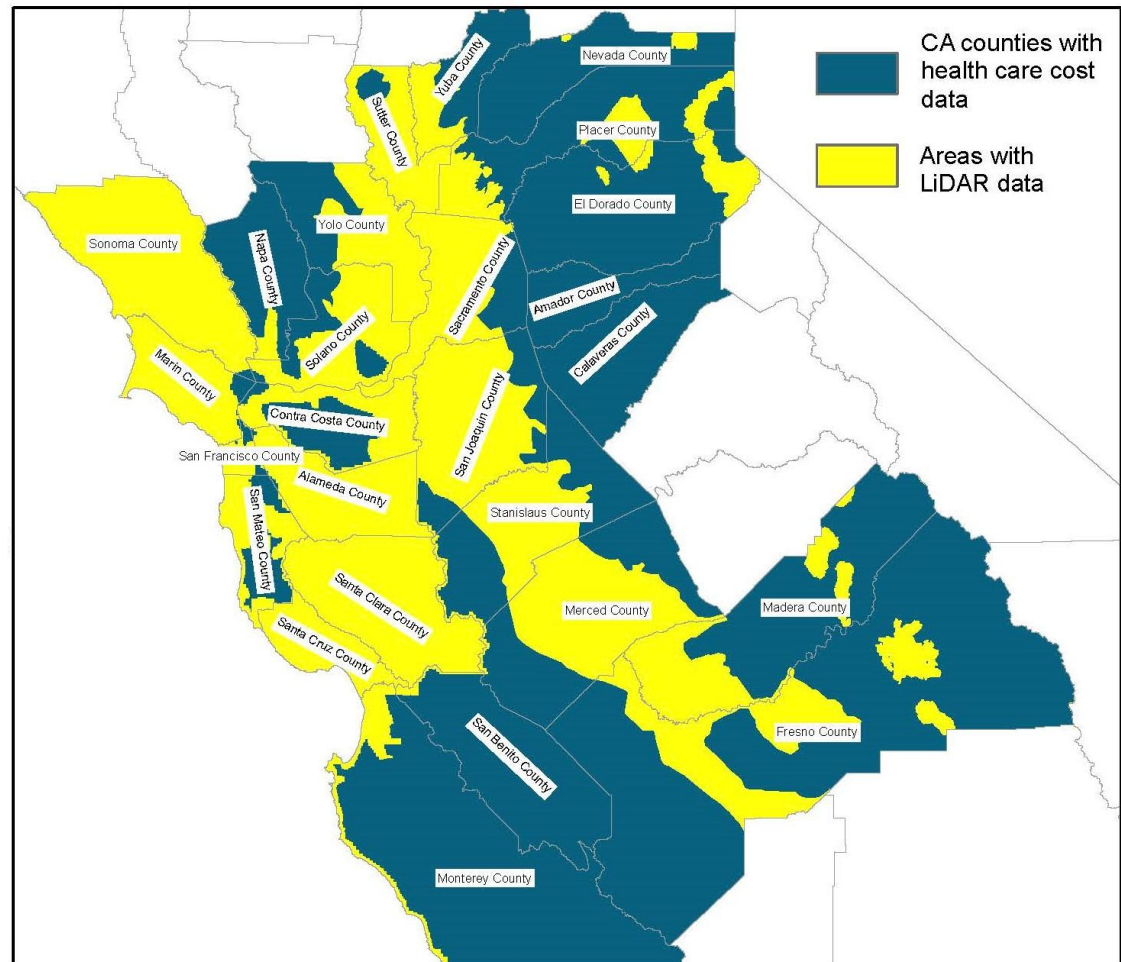 CA counties with
health care cost
data
Areas with
LiDAR data
Yuba County
Nevada County
Sutter County
Placer County
El Dorado County
Yolo County
Sonoma County
Napa County
Sacramento County
Amador County
Solano County
Calaveras County
Marin County
Contra Costa County
San Joaquin County
San Francisco County
Alameda County
Stanislaus County
San Mateo County
Santa Clara County
Merced County
Madera County
Santa Cruz County
San Benito County
Fresno County
Monterey County